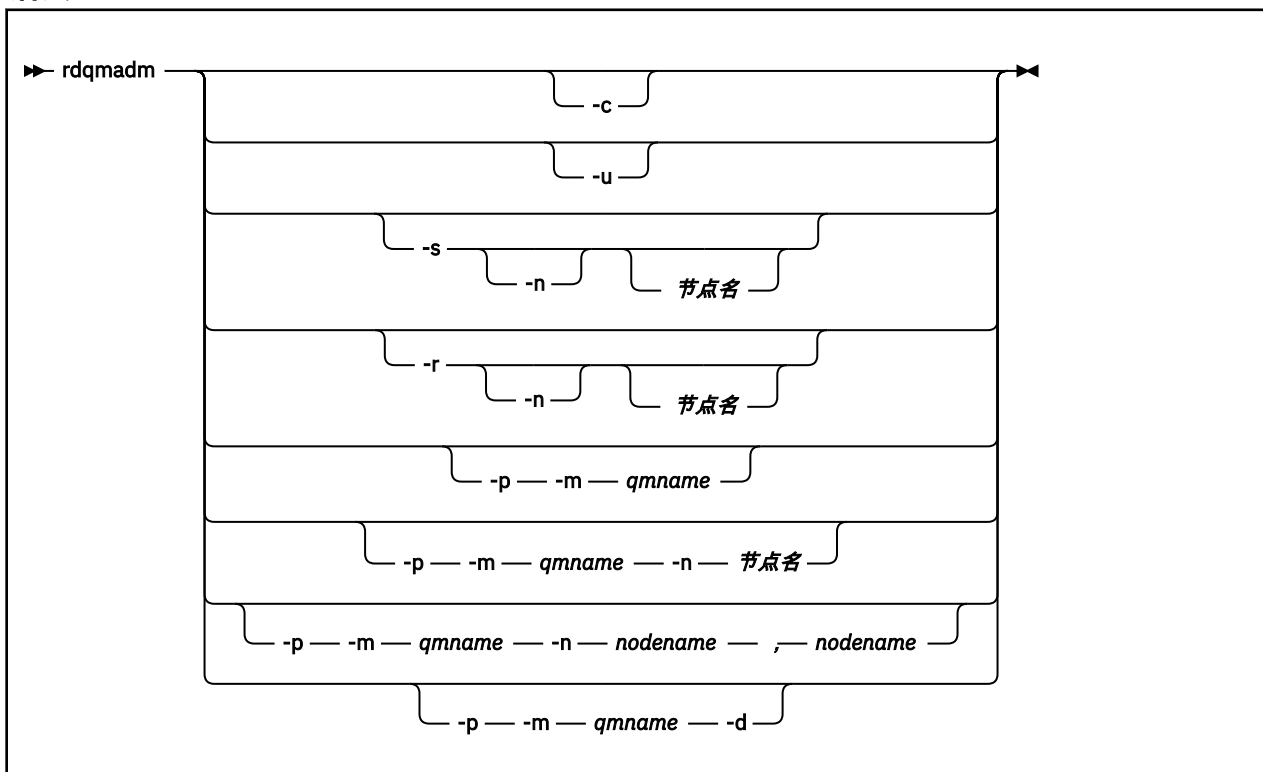 rdqmadm
-c
-u
-s
-n 节点名
-r
-n 节点名
-p -m qmname
-p -m qmname -n 节点名
-p -m qmname -n nodename , nodename
-p -m qmname -d